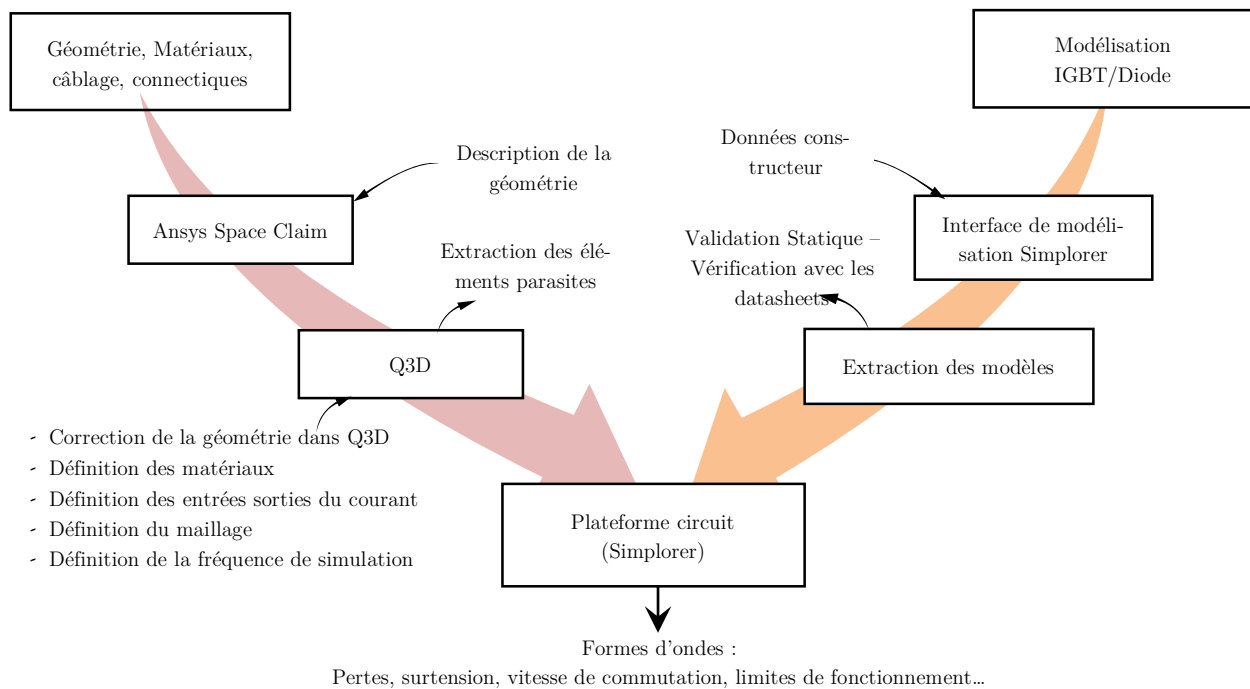 Géométrie, Matériaux,
câblage, connectiques
Modélisation
IGBT/Diode
Description de la
géométrie
Données cons-
tructeur
Ansys Space Claim
Interface de modéli-
sation Simplorer
Extraction des élé-
ments parasites
Validation Statique –
Vérification avec les
datasheets
Q3D
Extraction des modèles
- Correction de la géométrie dans Q3D
- Définition des matériaux
- Définition des entrées sorties du courant
- Définition du maillage
- Définition de la fréquence de simulation
Plateforme circuit
(Simplorer)
Formes d'ondes :
Pertes, surtension, vitesse de commutation, limites de fonctionnement…